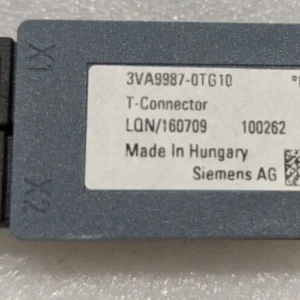 X1
3VA9987-0TG10
T-Connector
LQN/160709 100262
Made In Hungary
Siemens AG
X2